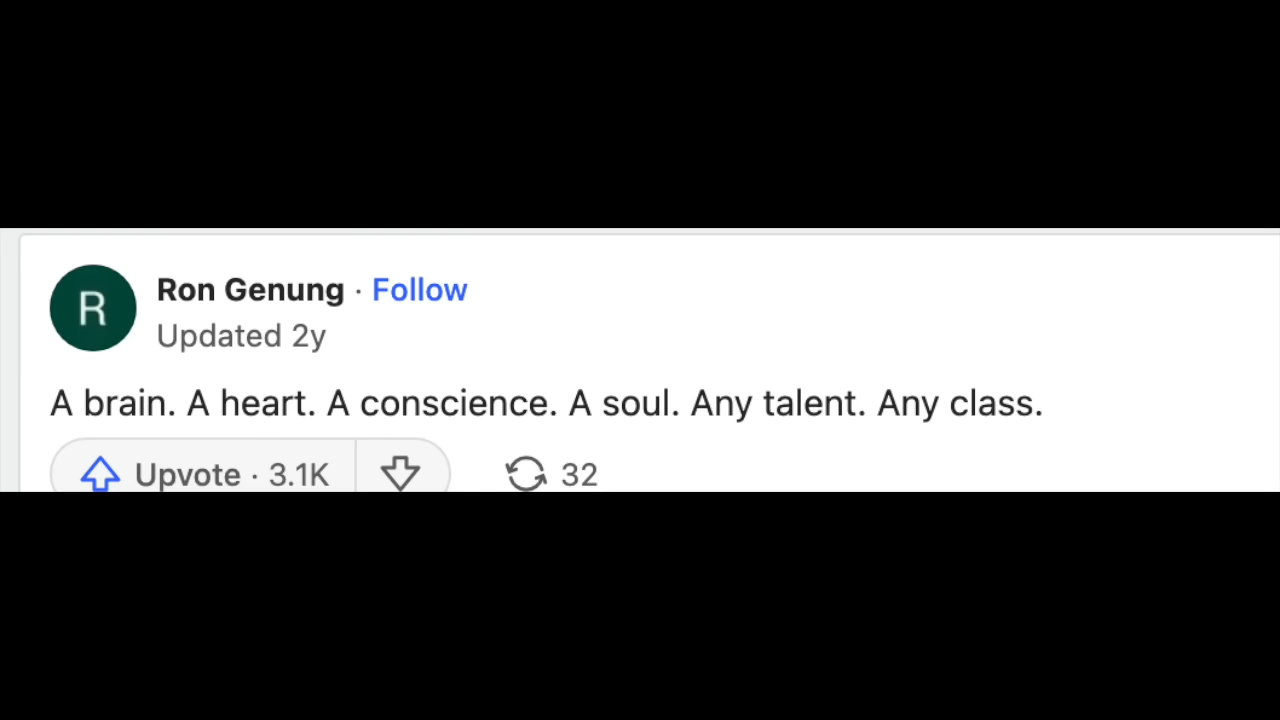 R
Ron Genung · Follow
Updated 2y
A brain. A heart. A conscience. A soul. Any talent. Any class.
Upvote · 3.1K 32